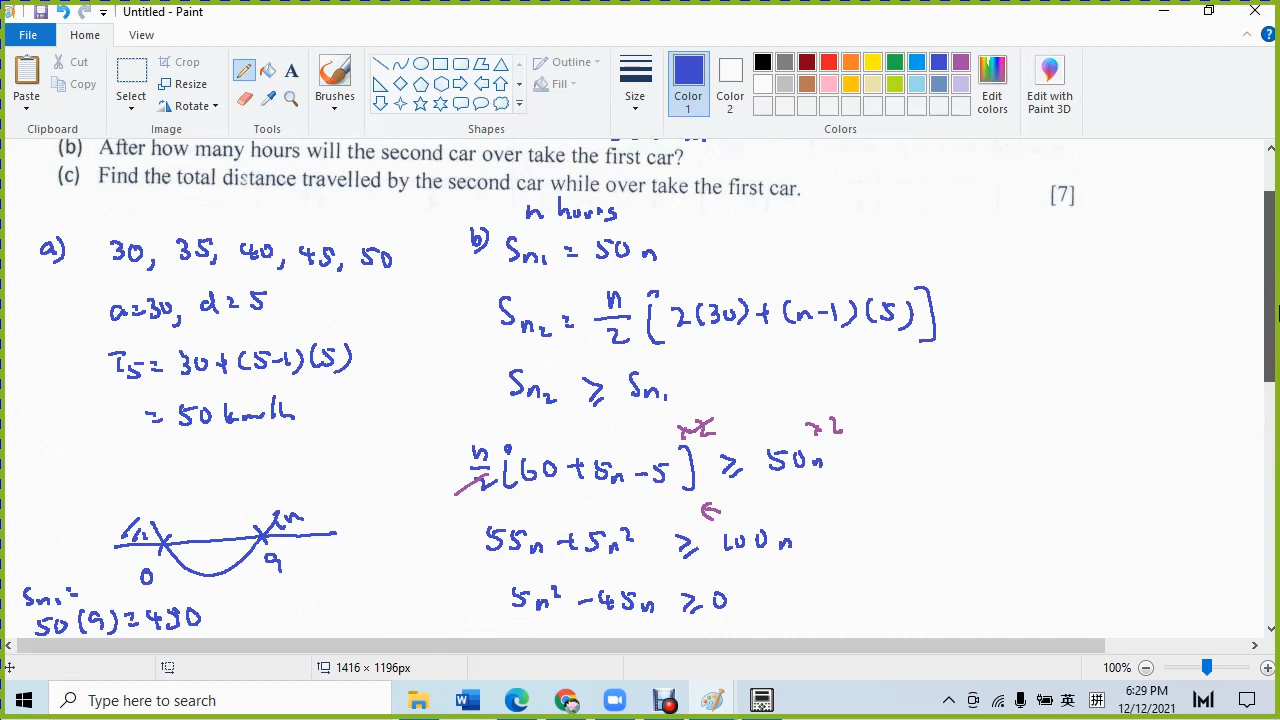 Untitled - Paint
File Home View
Paste
Cut
Copy
Clipboard
Select
Crop
Resize
Rotate
Image
A
Tools
Brushes
Outline
Fill
Shapes
Size
Color 1
Color 2
Edit colors
Colors
Edit with Paint 3D
(b) After how many hours will the second car over take the first car?
(c) Find the total distance travelled by the second car while over take the first car.
[7]
a) 30, 35, 40, 45, 50
a=30, d=5
T5 = 30+(5-1)(5)
= 50 km/h
0 9
Sn1 =
50(9)=450
n hours
b) Sn1 = 50n
Sn2 = n/2 [2(30)+(n-1)(5)]
Sn2 ≥ Sn1
×2 ×2
n/2 [60+5n-5] ≥ 50n
55n + 5n² ≥ 100n
5n² - 45n ≥ 0
1416 × 1196px
100%
Type here to search
英
拼
6:29 PM
12/12/2021